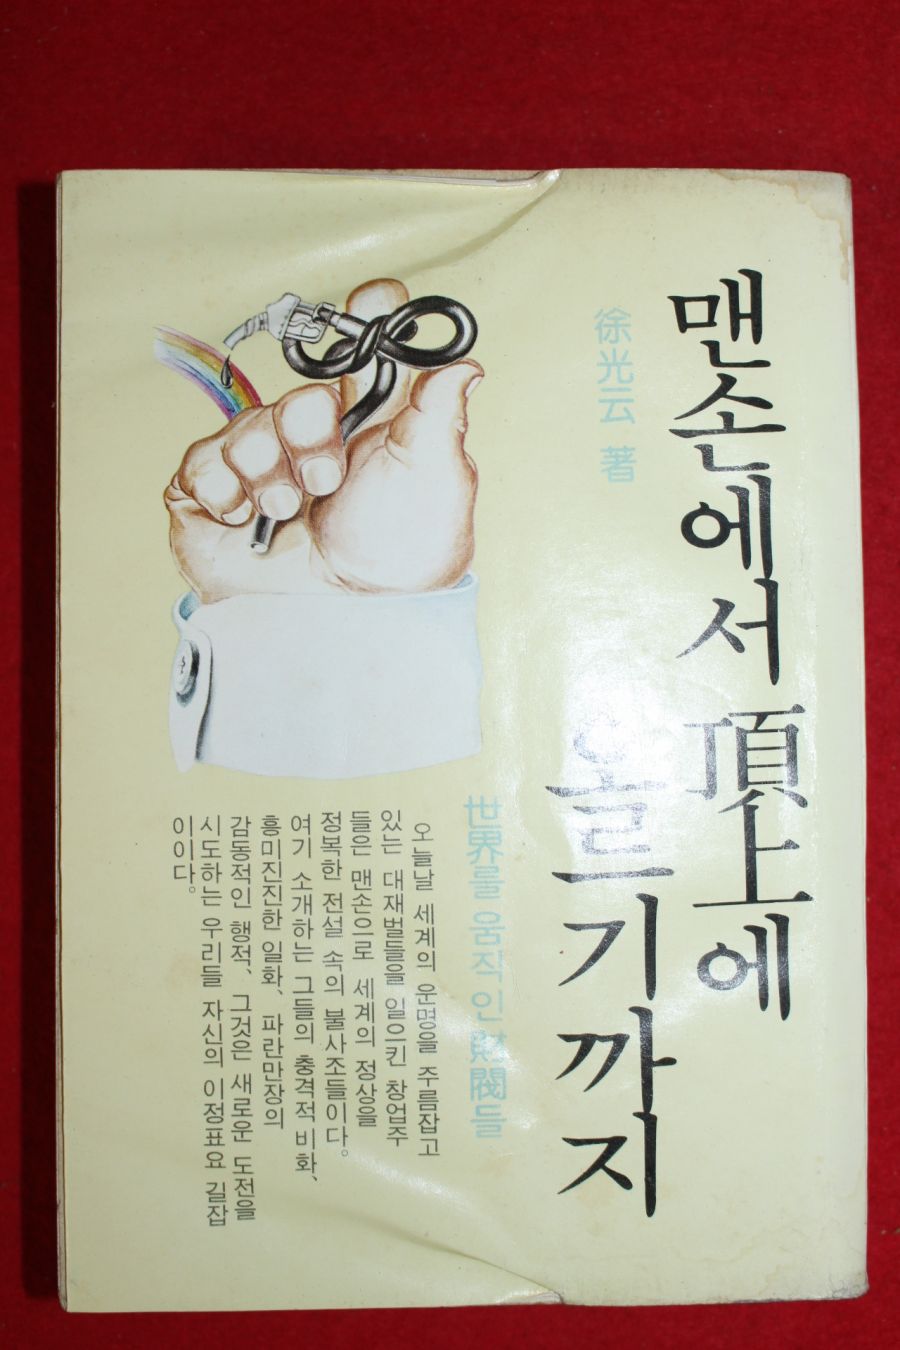 맨손에서 頂上에
오르기까지
徐光云 著
世界를 움직인 財閥들
오늘날 세계의 운명을 주름잡고
있는 대재벌들을 일으킨 창업주
들은 맨손으로 세계의 정상을
정복한 전설 속의 불사조들이다.
여기 소개하는 그들의 충격적 비화,
흥미진진한 일화, 파란만장의
감동적인 행적, 그것은 새로운 도전을
시도하는 우리들 자신의 이정표요 길잡
이이다.